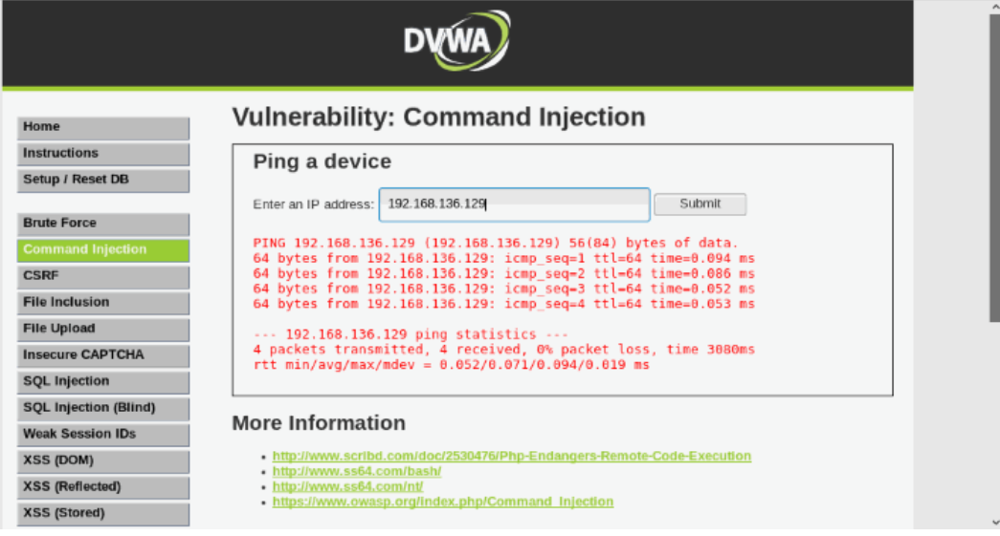 DVWA
Home
Instructions
Setup / Reset DB
Brute Force
Command Injection
CSRF
File Inclusion
File Upload
Insecure CAPTCHA
SQL Injection
SQL Injection (Blind)
Weak Session IDs
XSS (DOM)
XSS (Reflected)
XSS (Stored)
Vulnerability: Command Injection
Ping a device
Enter an IP address: 192.168.136.129 Submit
PING 192.168.136.129 (192.168.136.129) 56(84) bytes of data.
64 bytes from 192.168.136.129: icmp_seq=1 ttl=64 time=0.094 ms
64 bytes from 192.168.136.129: icmp_seq=2 ttl=64 time=0.086 ms
64 bytes from 192.168.136.129: icmp_seq=3 ttl=64 time=0.052 ms
64 bytes from 192.168.136.129: icmp_seq=4 ttl=64 time=0.053 ms
--- 192.168.136.129 ping statistics ---
4 packets transmitted, 4 received, 0% packet loss, time 3080ms
rtt min/avg/max/mdev = 0.052/0.071/0.094/0.019 ms
More Information
http://www.scribd.com/doc/2530476/Php-Endangers-Remote-Code-Execution
http://www.ss64.com/bash/
http://www.ss64.com/nt/
https://www.owasp.org/index.php/Command_Injection